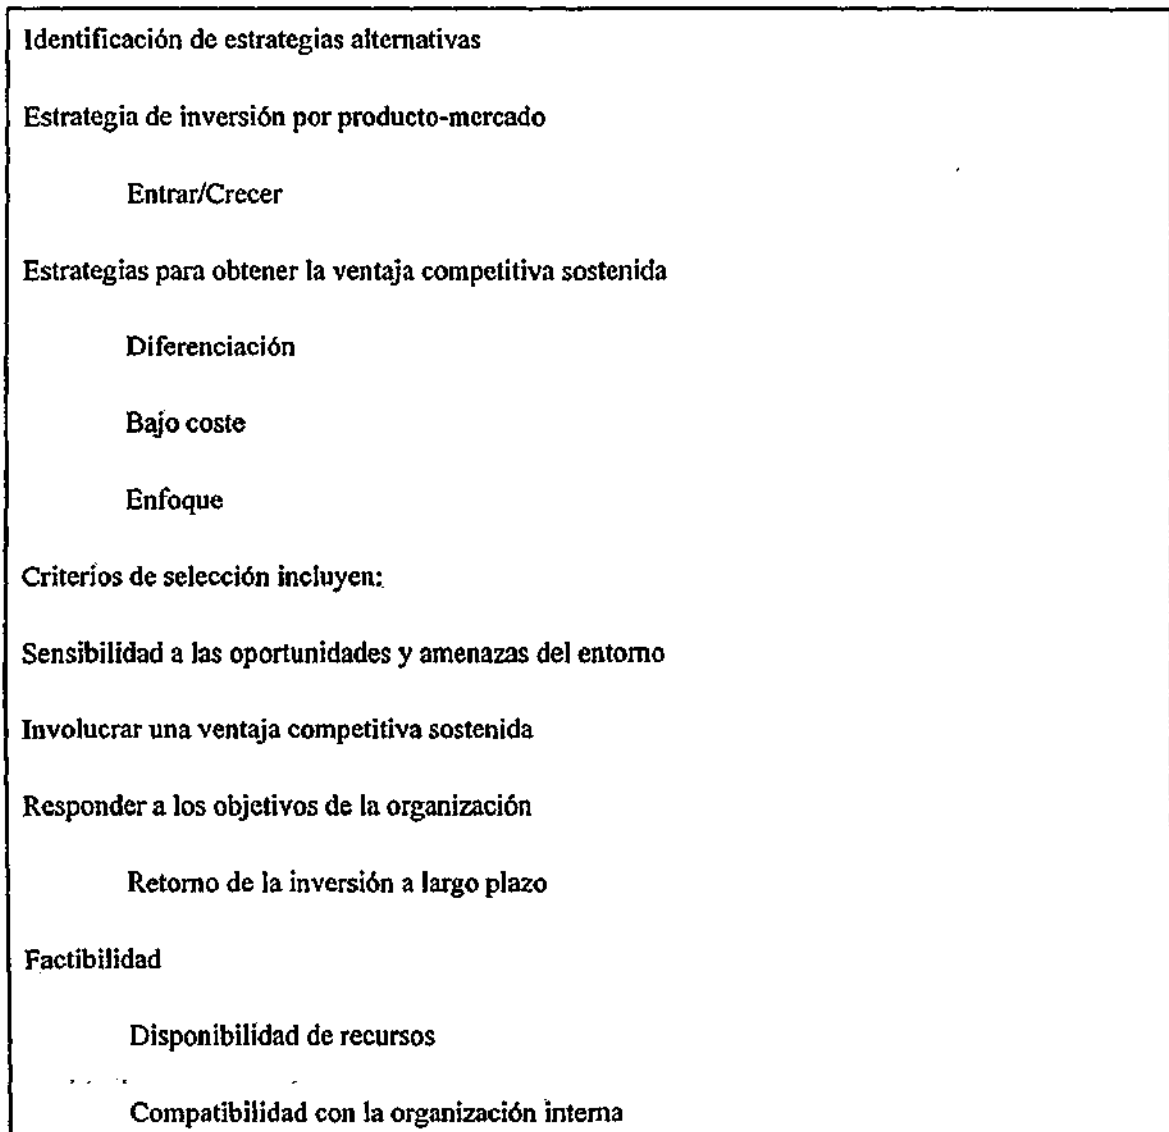 Identificación de estrategias alternativas
Estrategia de inversión por producto-mercado
Entrar/Crecer
Estrategias para obtener la ventaja competitiva sostenida
Diferenciación
Bajo coste
Enfoque
Criterios de selección incluyen:
Sensibilidad a las oportunidades y amenazas del entorno
Involucrar una ventaja competitiva sostenida
Responder a los objetivos de la organización
Retorno de la inversión a largo plazo
Factibilidad
Disponibilidad de recursos
Compatibilidad con la organización interna